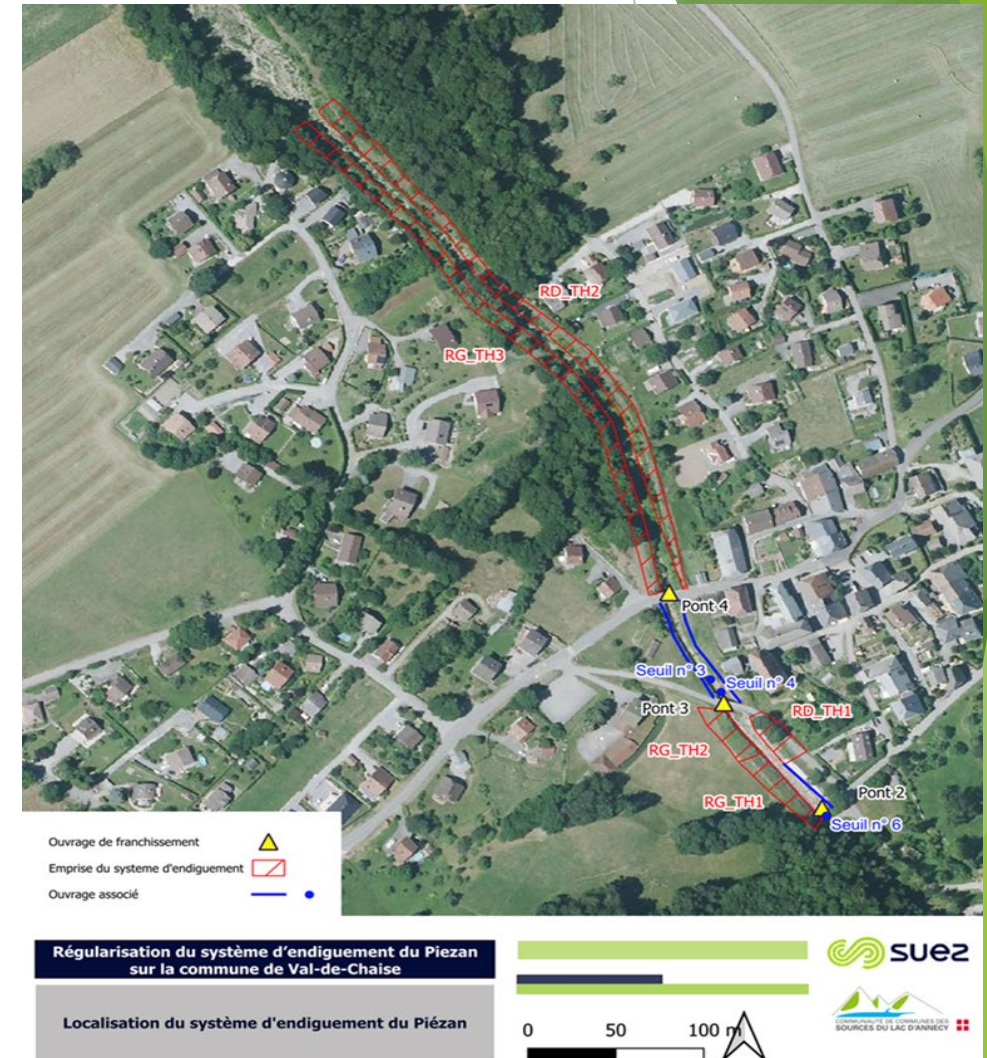 RD_TH2
RG_TH3
Pont 4
Seuil n° 3
Seuil n° 4
Pont 3
RD_TH1
RG_TH2
RG_TH1
Pont 2
Seuil n° 6
Ouvrage de franchissement
Emprise du systeme d'endiguement
Ouvrage associé
Régularisation du système d'endiguement du Piezan
sur la commune de Val-de-Chaise
Localisation du système d'endiguement du Piézan
0 50 100 m
suez
COMMUNAUTÉ DE COMMUNES DES
SOURCES DU LAC D'ANNECY